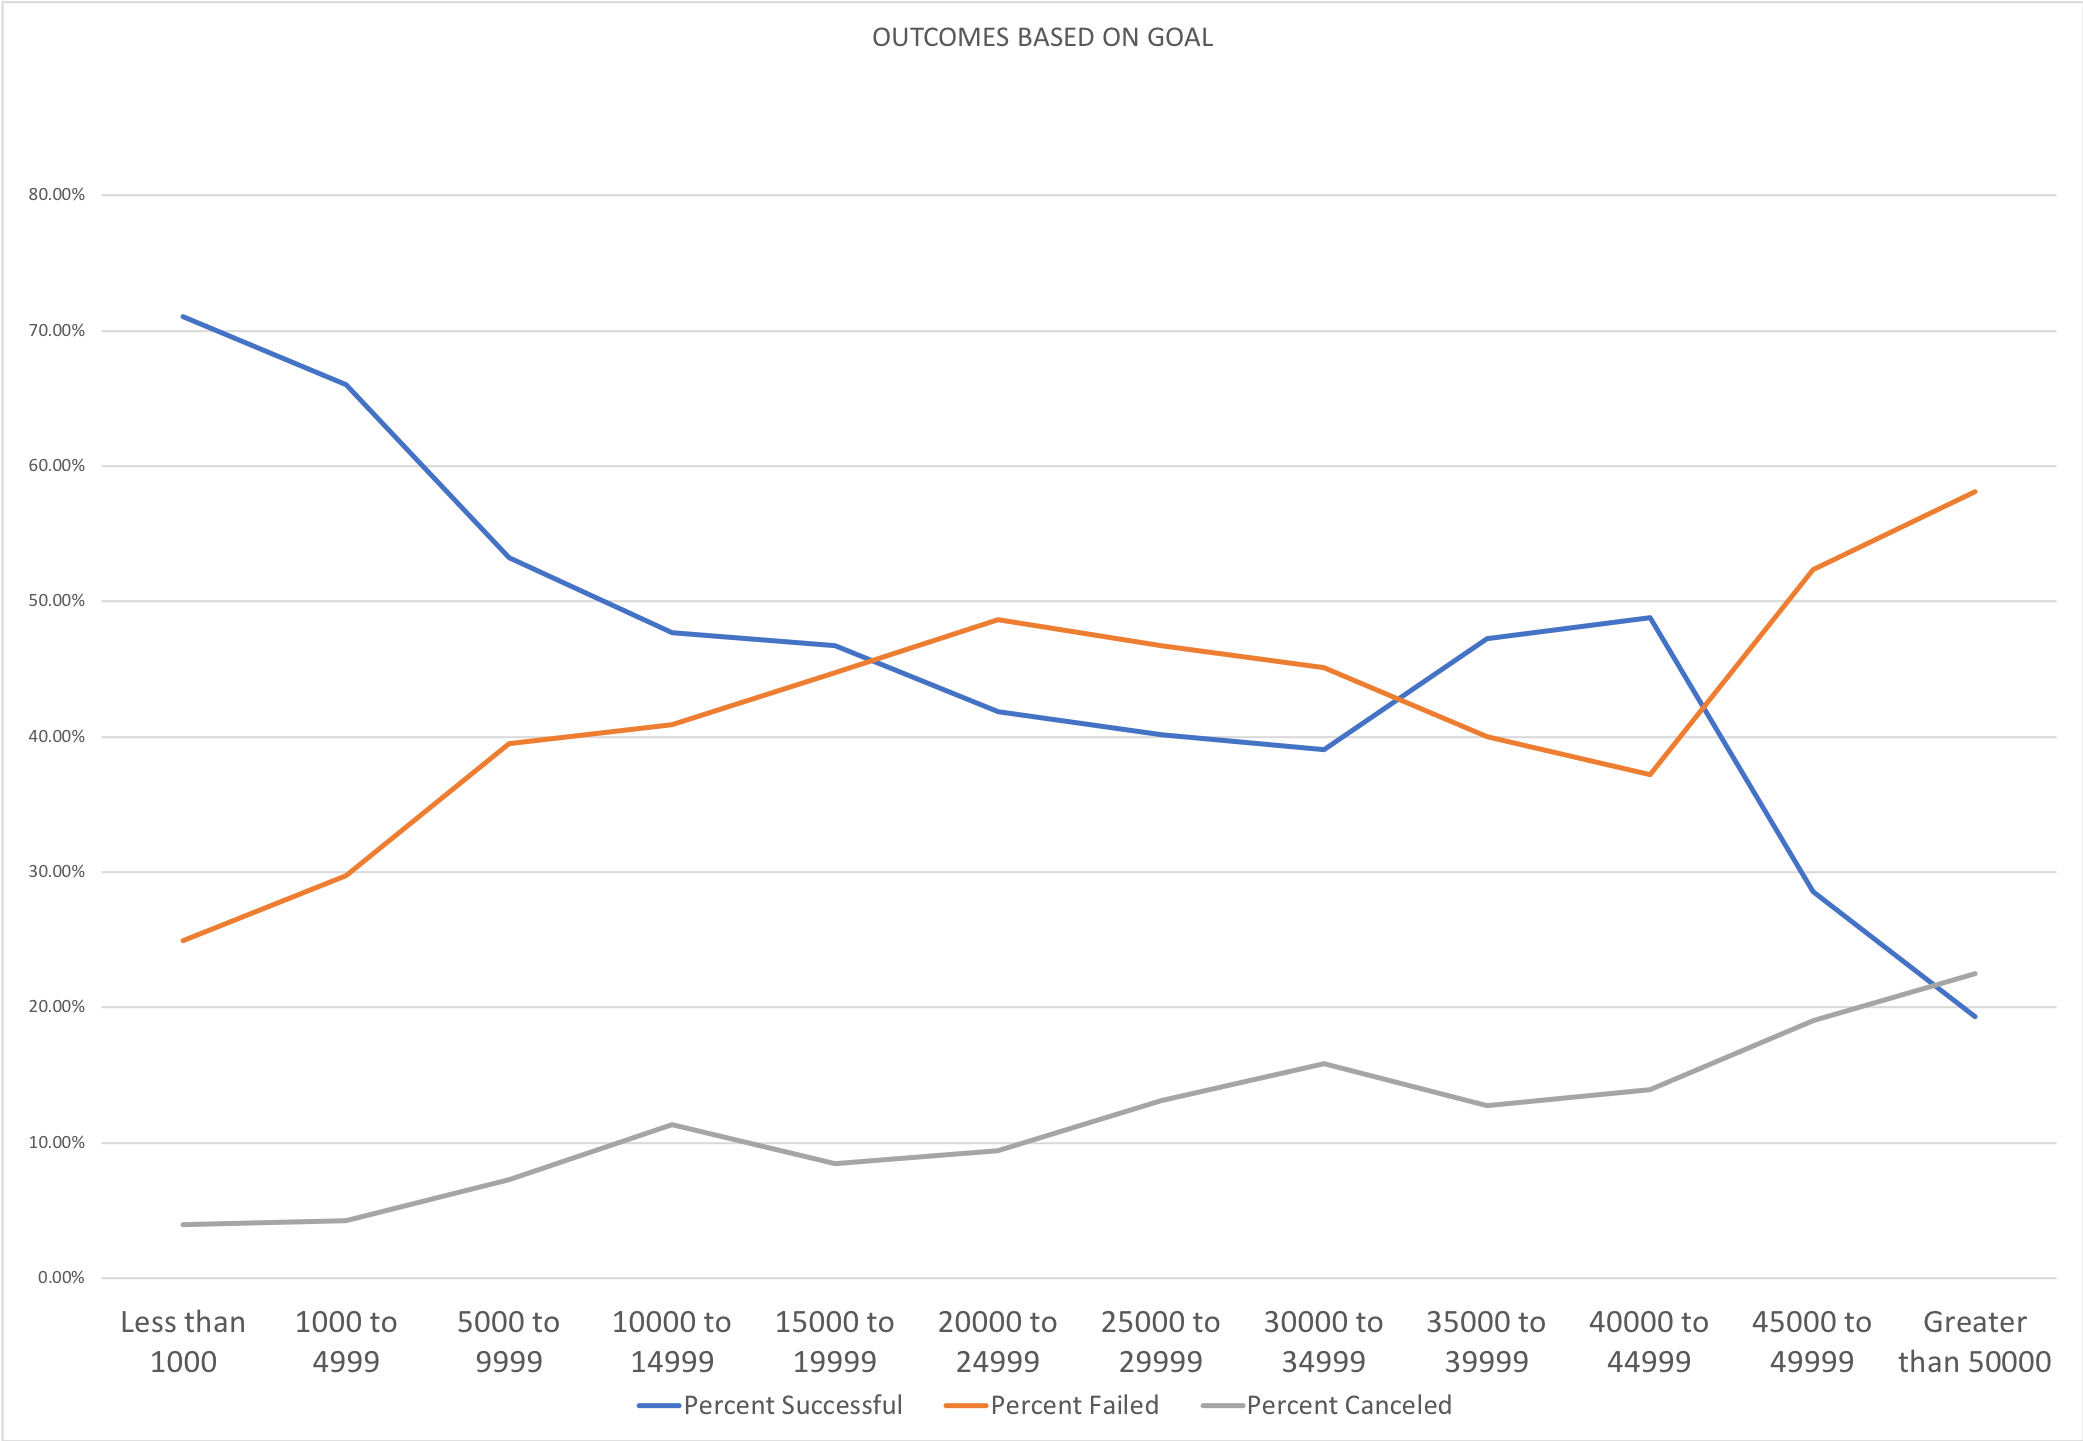 OUTCOMES BASED ON GOAL
80.00%
70.00%
60.00%
50.00%
40.00%
30.00%
20.00%
10.00%
0.00%
Less than 1000 to 5000 to 10000 to 15000 to 20000 to 25000 to 30000 to 35000 to 40000 to 45000 to Greater
1000 4999 9999 14999 19999 24999 29999 34999 39999 44999 49999 than 50000
Percent Successful Percent Failed Percent Canceled